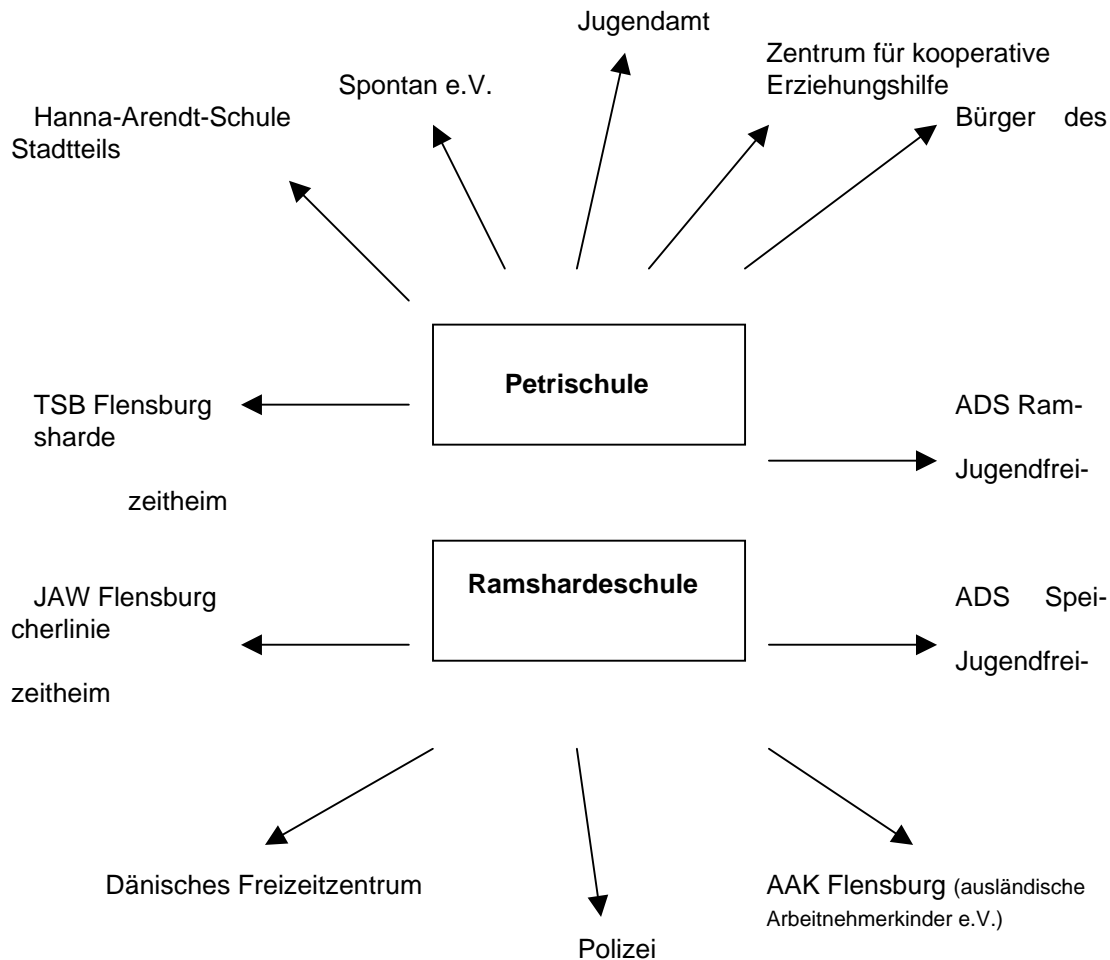 Jugendamt
Zentrum für kooperative
Spontan e.V. Erziehungshilfe
Hanna-Arendt-Schule Bürger des
Stadtteils
Petrischule
TSB Flensburg ADS Ram-
sharde
Jugendfrei-
zeitheim
Ramshardeschule
JAW Flensburg ADS Spei-
cherlinie
Jugendfrei-
zeitheim
Dänisches Freizeitzentrum AAK Flensburg (ausländische
Arbeitnehmerkinder e.V.)
Polizei